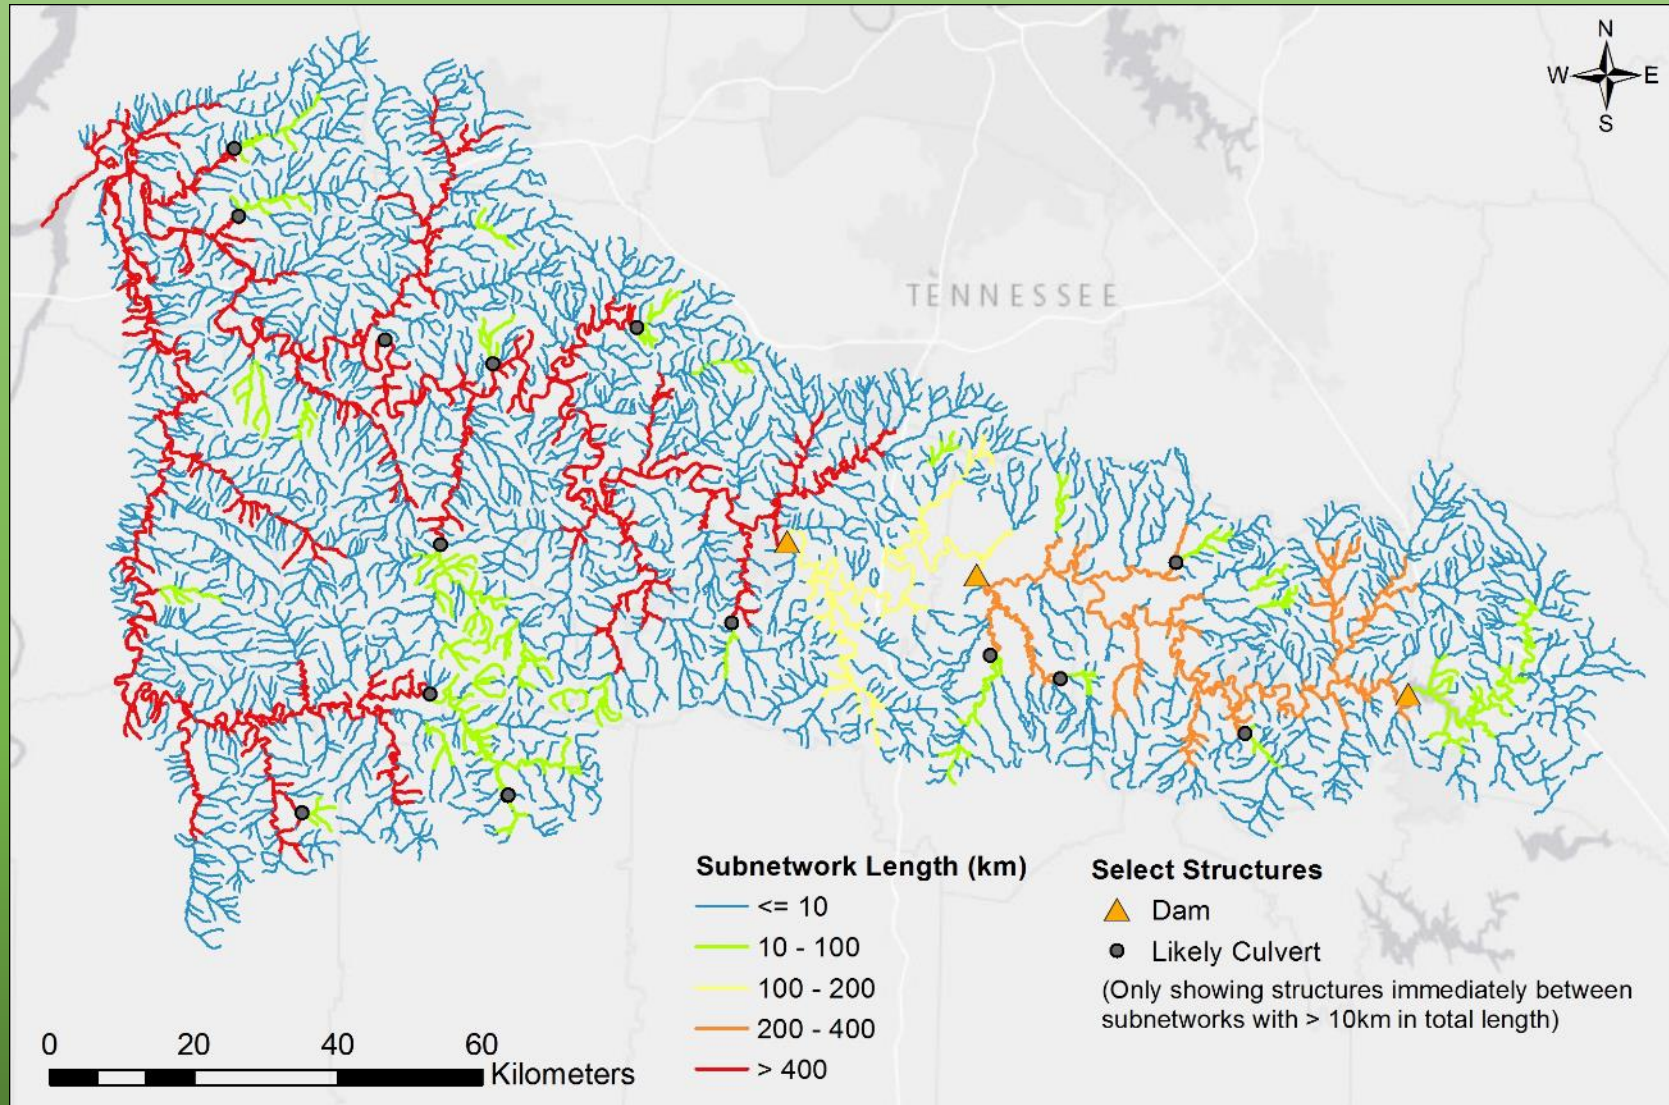 N
W E
S
TENNESSEE
Subnetwork Length (km)
<= 10
10 - 100
100 - 200
200 - 400
> 400
Select Structures
Dam
Likely Culvert
(Only showing structures immediately between
subnetworks with > 10km in total length)
0 20 40 60
Kilometers